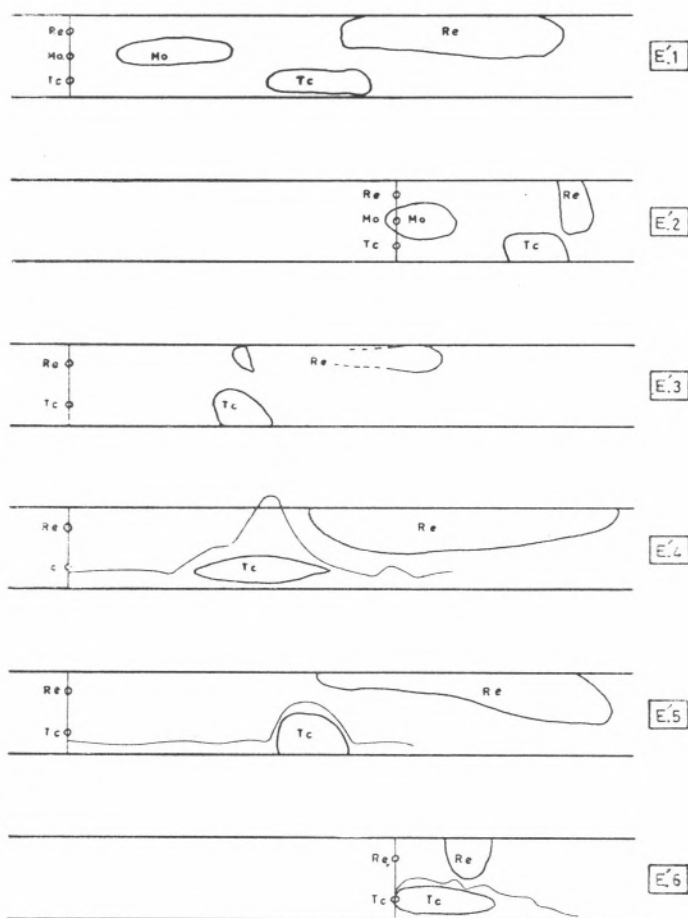 Re Re E'.1
Mo Mo
Tc Tc
Re Re E'.2
Mo Mo
Tc Tc
Re Re E'.3
Tc Tc
Re Re E'.4
c Tc
Re Re E'.5
Tc Tc
Re Re E'.6
Tc Tc